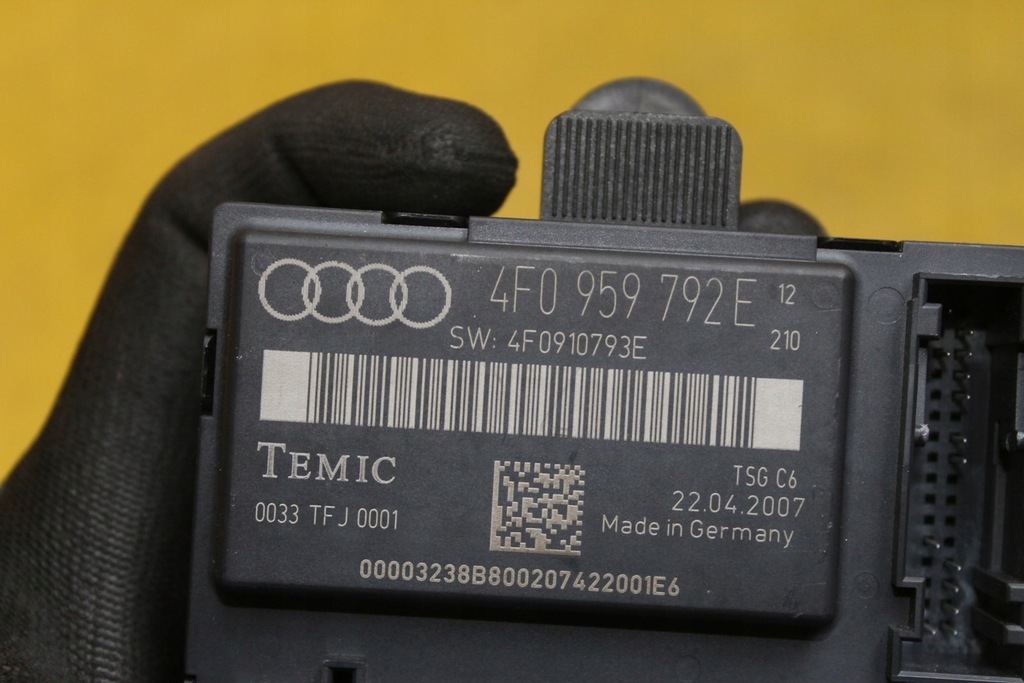 4F0 959 792E 12
SW: 4F0910793E 210
TEMIC
TSG C6
0033 TFJ 0001
22.04.2007
Made in Germany
00003238B800207422001E6